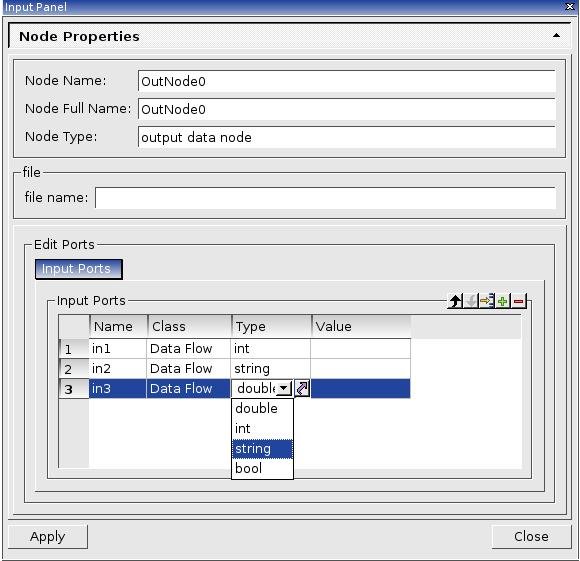 Input Panel
Node Properties
Node Name: OutNode0
Node Full Name: OutNode0
Node Type: output data node
file
file name:
Edit Ports
Input Ports
Input Ports
Name Class Type Value
1 in1 Data Flow int
2 in2 Data Flow string
3 in3 Data Flow double
double
int
string
bool
Apply Close